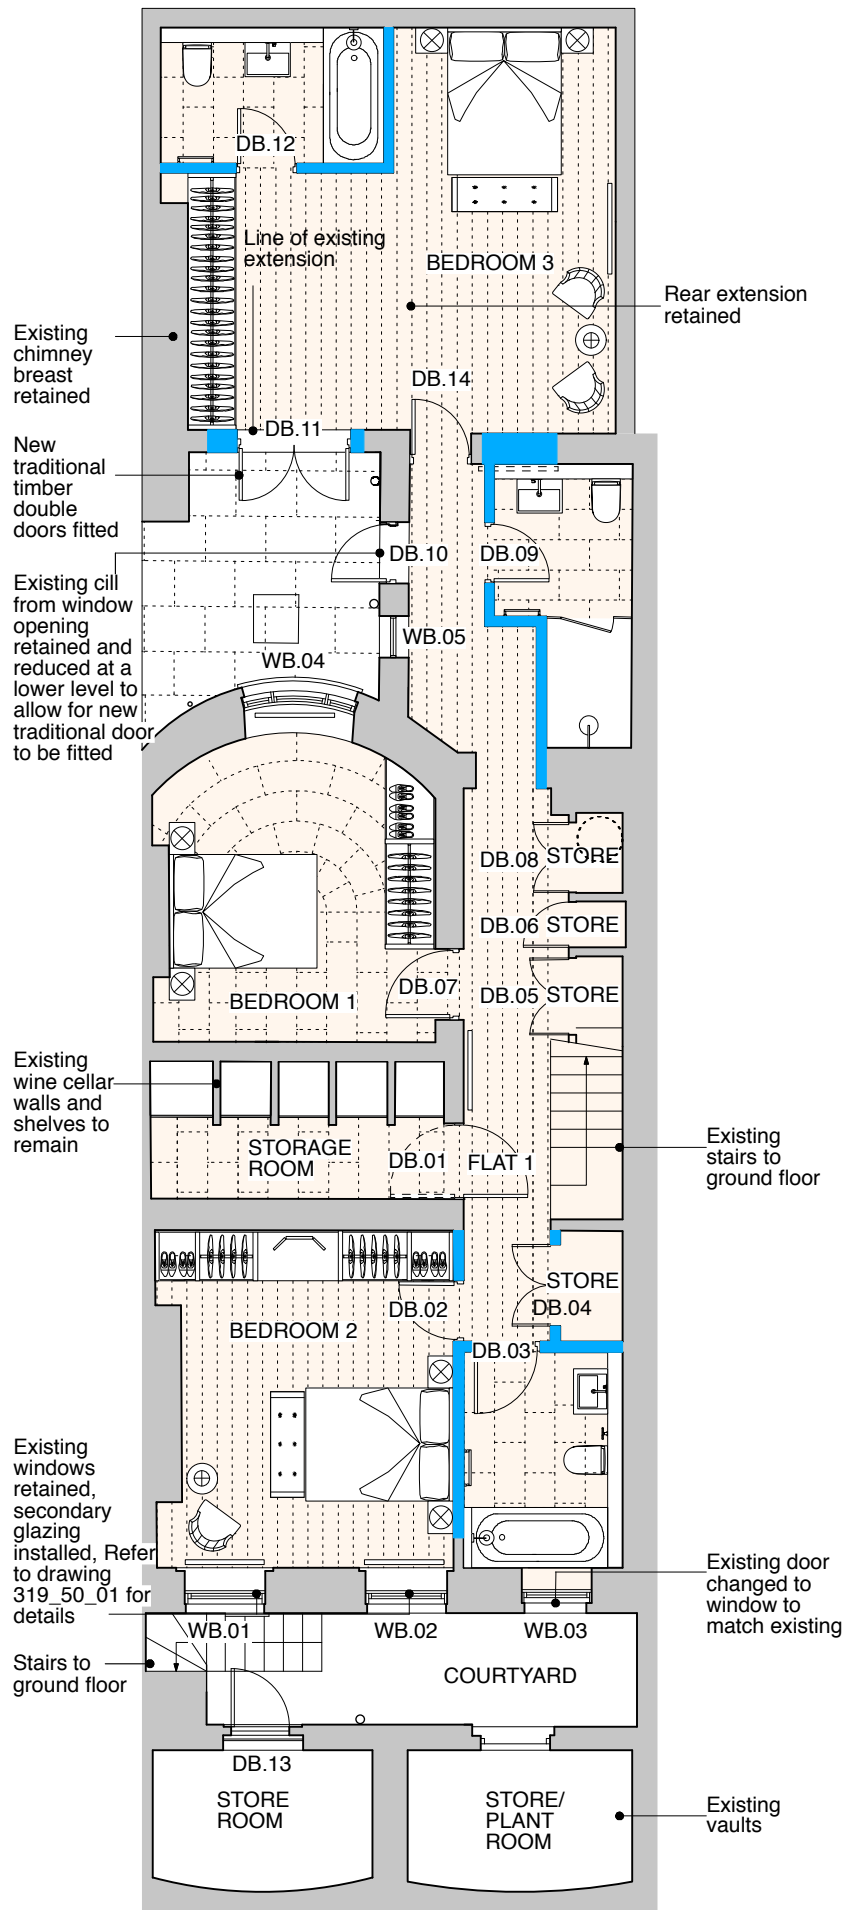 DB.12
Line of existing
extension
BEDROOM 3
Rear extension
retained
Existing
chimney
breast
retained
DB.14
DB.11
New
traditional
timber
double
doors fitted
DB.10
DB.09
Existing cill
from window
opening
retained and
reduced at a
lower level to
allow for new
traditional door
to be fitted
WB.05
WB.04
DB.08
STORE
DB.06
STORE
DB.07
DB.05
STORE
BEDROOM 1
Existing
wine cellar
walls and
shelves to
remain
STORAGE
ROOM
DB.01
FLAT 1
Existing
stairs to
ground floor
STORE
DB.04
DB.02
BEDROOM 2
DB.03
Existing
windows
retained,
secondary
glazing
installed, Refer
to drawing
319_50_01 for
details
Existing door
changed to
window to
match existing
WB.01
WB.02
WB.03
Stairs to
ground floor
COURTYARD
DB.13
STORE
ROOM
STORE/
PLANT
ROOM
Existing
vaults